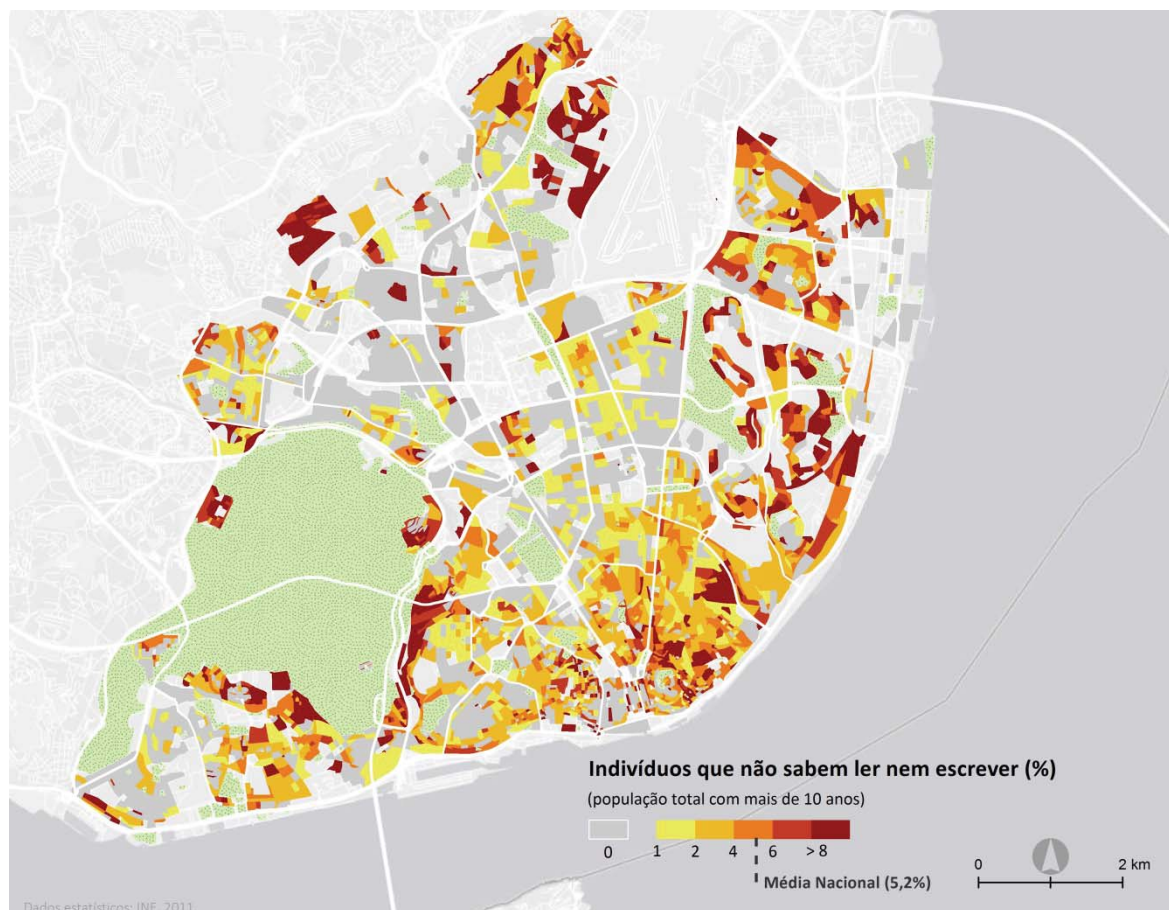 Indivíduos que não sabem ler nem escrever (%)
(população total com mais de 10 anos)
0 1 2 4 6 > 8
Média Nacional (5,2%)
0 2 km
Dados estatísticos: INE, 2011